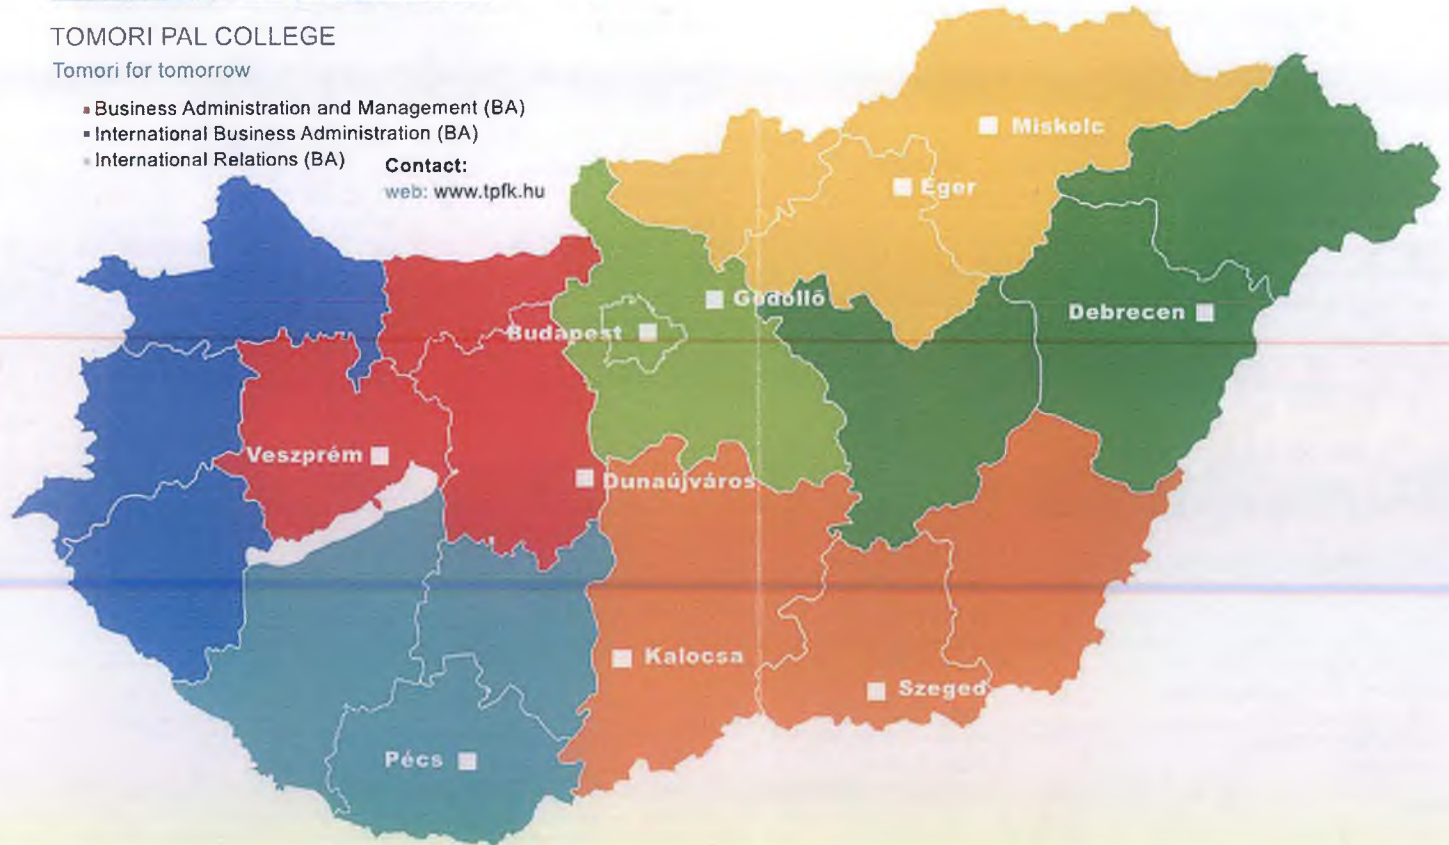 TOMORI PAL COLLEGE
Tomori for tomorrow
Business Administration and Management (BA)
International Business Administration (BA)
International Relations (BA)
Contact:
web: www.tpfk.hu
Miskolc
Eger
Gödöllő
Debrecen
Budapest
Veszprém
Dunaújváros
Kalocsa
Szeged
Pécs